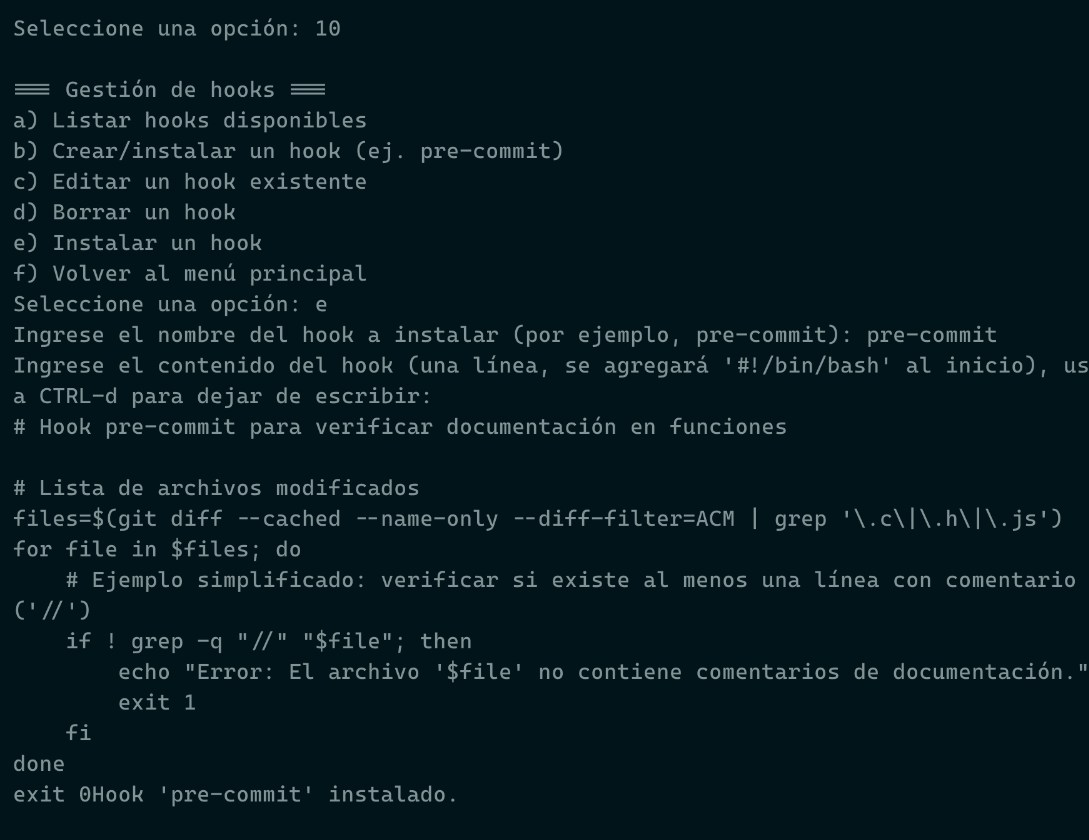 Seleccione una opción: 10
=== Gestión de hooks ===
a) Listar hooks disponibles
b) Crear/instalar un hook (ej. pre-commit)
c) Editar un hook existente
d) Borrar un hook
e) Instalar un hook
f) Volver al menú principal
Seleccione una opción: e
Ingrese el nombre del hook a instalar (por ejemplo, pre-commit): pre-commit
Ingrese el contenido del hook (una línea, se agregará '#!/bin/bash' al inicio), us
a CTRL-d para dejar de escribir:
# Hook pre-commit para verificar documentación en funciones
# Lista de archivos modificados
files=$(git diff --cached --name-only --diff-filter=ACM | grep '\.c\|\.h\|\.js')
for file in $files; do
    # Ejemplo simplificado: verificar si existe al menos una línea con comentario
('//')
    if ! grep -q "//" "$file"; then
        echo "Error: El archivo '$file' no contiene comentarios de documentación."
        exit 1
    fi
done
exit 0Hook 'pre-commit' instalado.